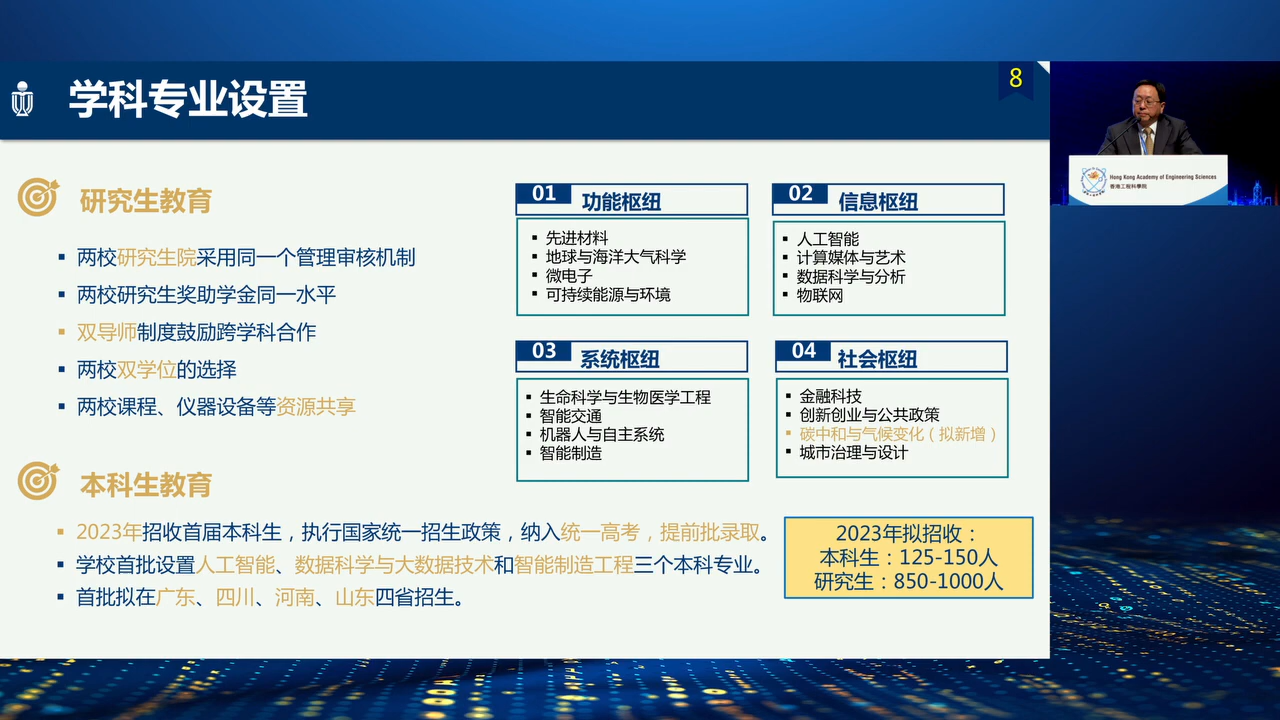 学科专业设置
8
研究生教育
▪ 两校研究生院采用同一个管理审核机制
▪ 两校研究生奖助学金同一水平
▪ 双导师制度鼓励跨学科合作
▪ 两校双学位的选择
▪ 两校课程、仪器设备等资源共享
01 功能枢纽
▪ 先进材料
▪ 地球与海洋大气科学
▪ 微电子
▪ 可持续能源与环境
02 信息枢纽
▪ 人工智能
▪ 计算媒体与艺术
▪ 数据科学与分析
▪ 物联网
03 系统枢纽
▪ 生命科学与生物医学工程
▪ 智能交通
▪ 机器人与自主系统
▪ 智能制造
04 社会枢纽
▪ 金融科技
▪ 创新创业与公共政策
▪ 碳中和与气候变化（拟新增）
▪ 城市治理与设计
本科生教育
▪ 2023年招收首届本科生，执行国家统一招生政策，纳入统一高考，提前批录取。
▪ 学校首批设置人工智能、数据科学与大数据技术和智能制造工程三个本科专业。
▪ 首批拟在广东、四川、河南、山东四省招生。
2023年拟招收：
本科生：125-150人
研究生：850-1000人
Hong Kong Academy of Engineering Sciences
香港工程科學院